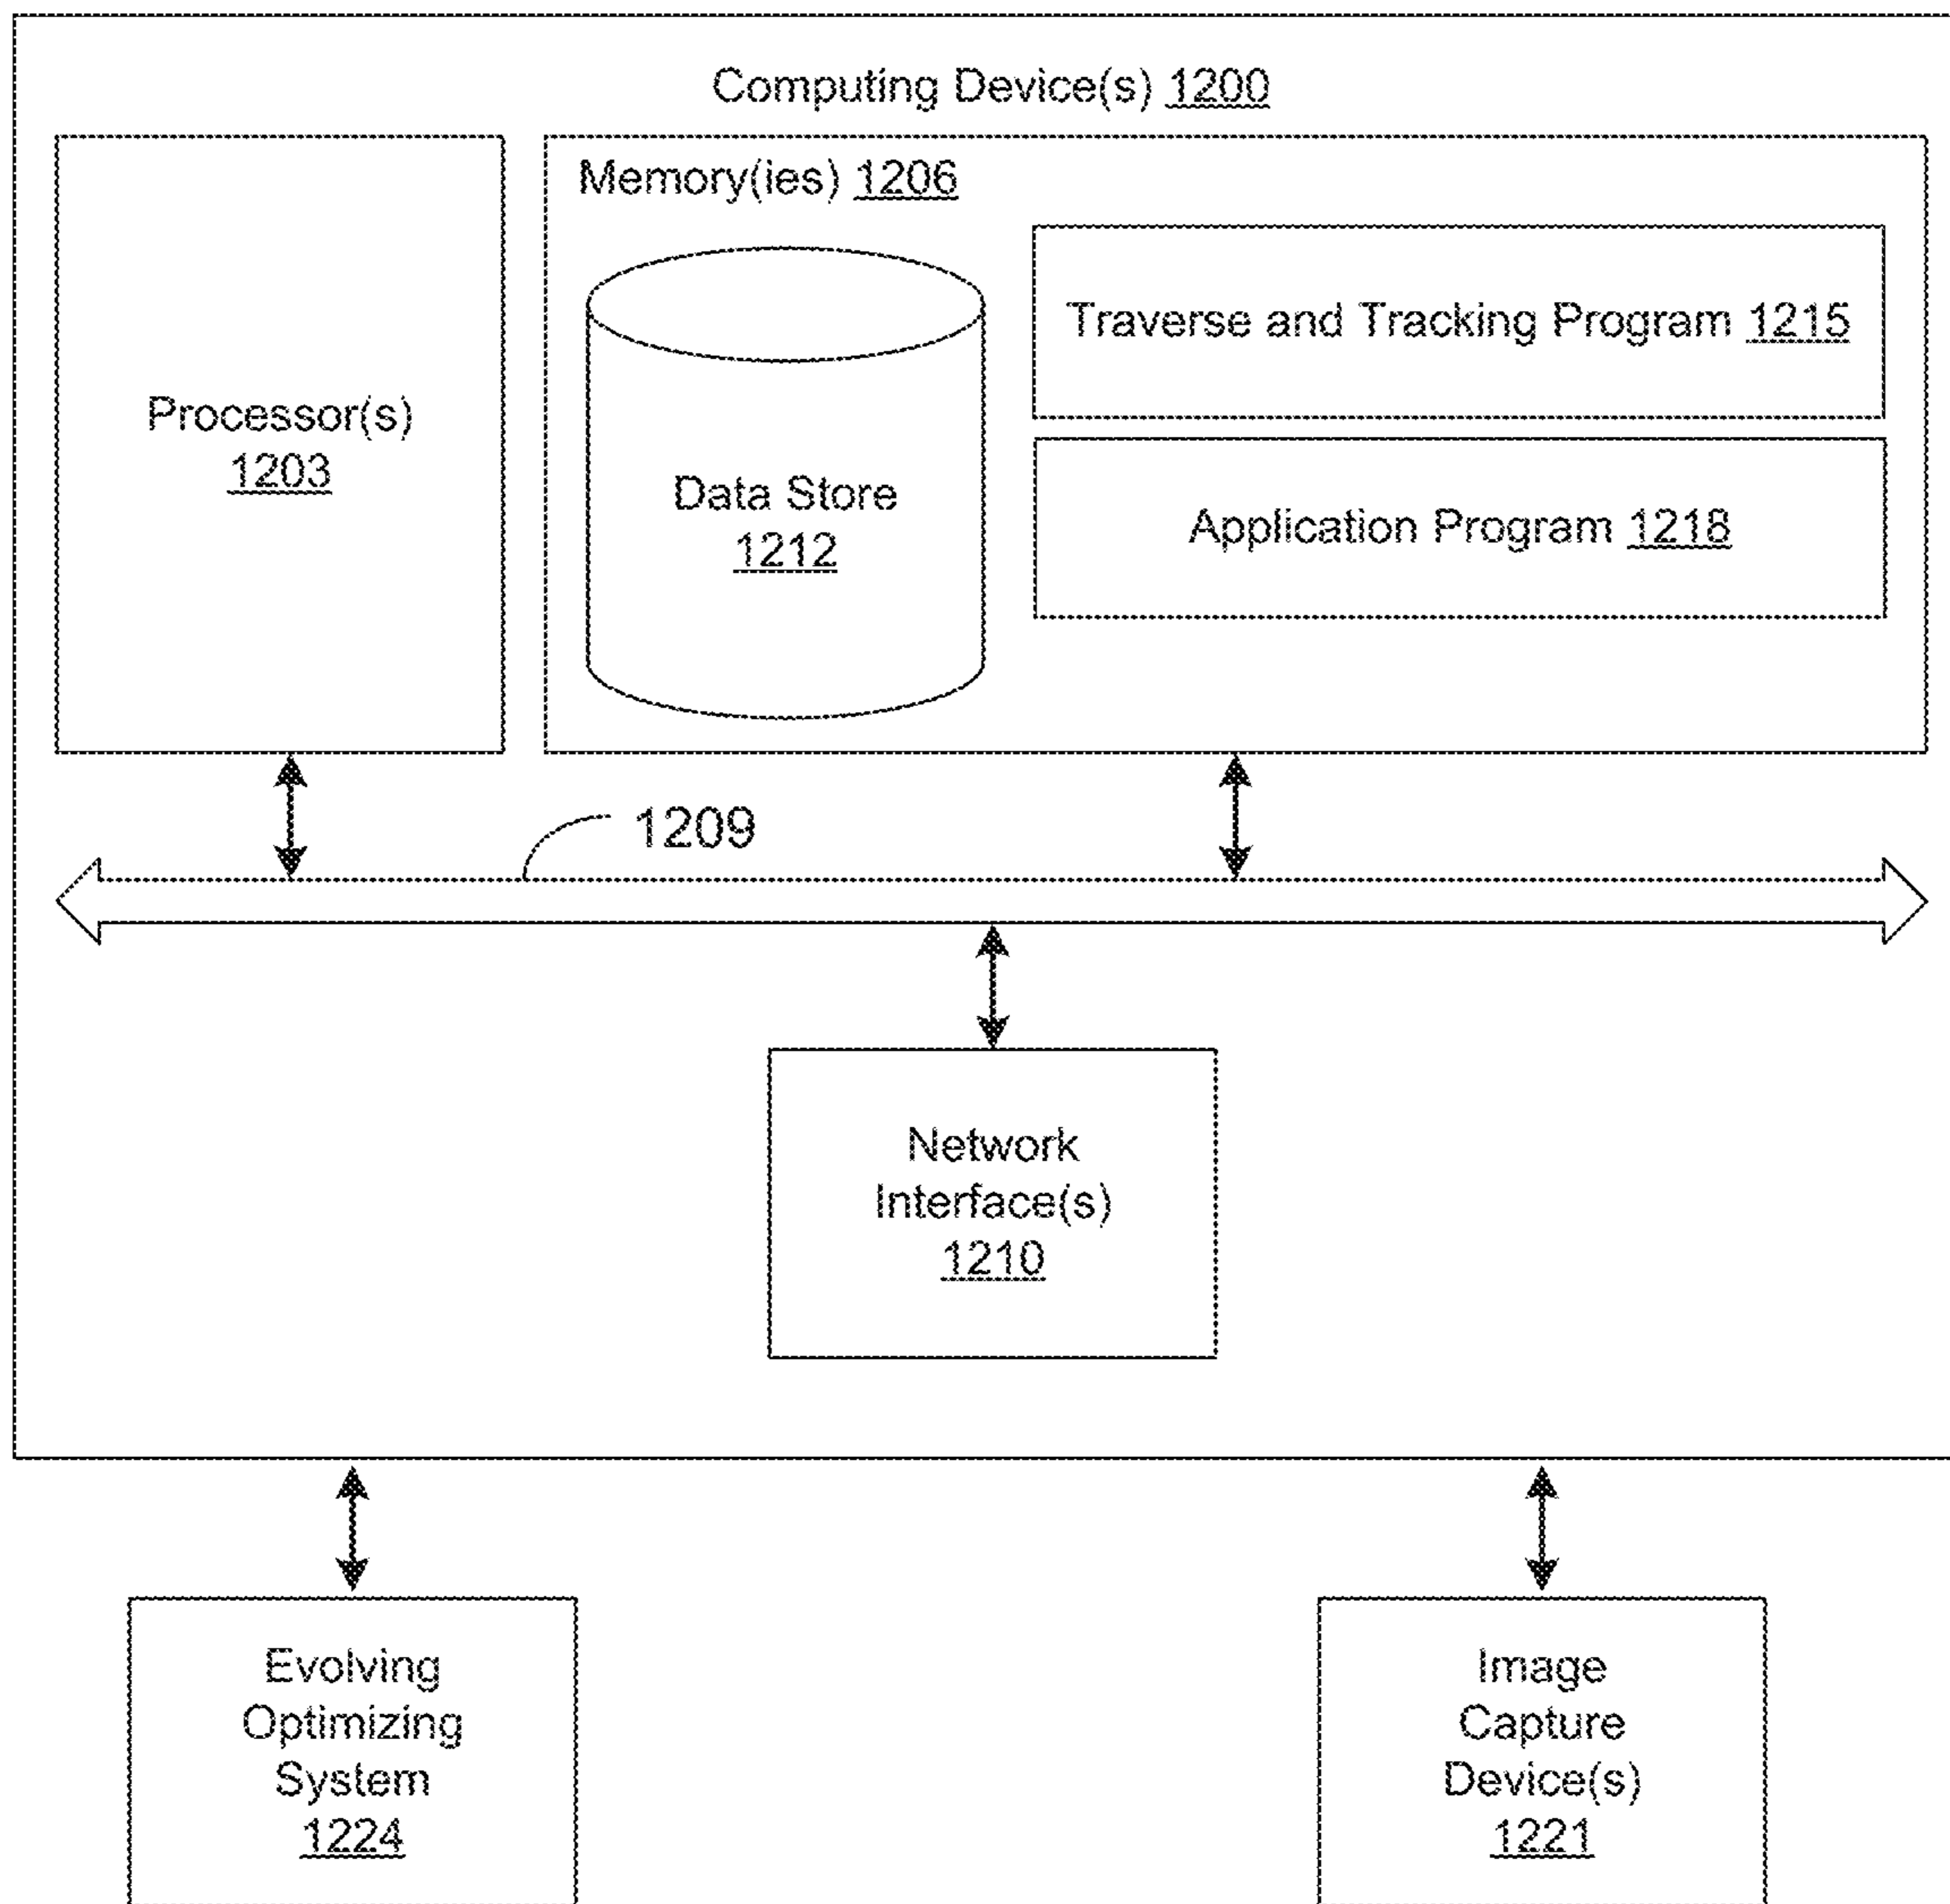 Computing Device(s) 1200
Memory(ies) 1206
Processor(s)
1203
Data Store
1212
Traverse and Tracking Program 1215
Application Program 1218
1209
Network
Interface(s)
1210
Evolving
Optimizing
System
1224
Image
Capture
Device(s)
1221